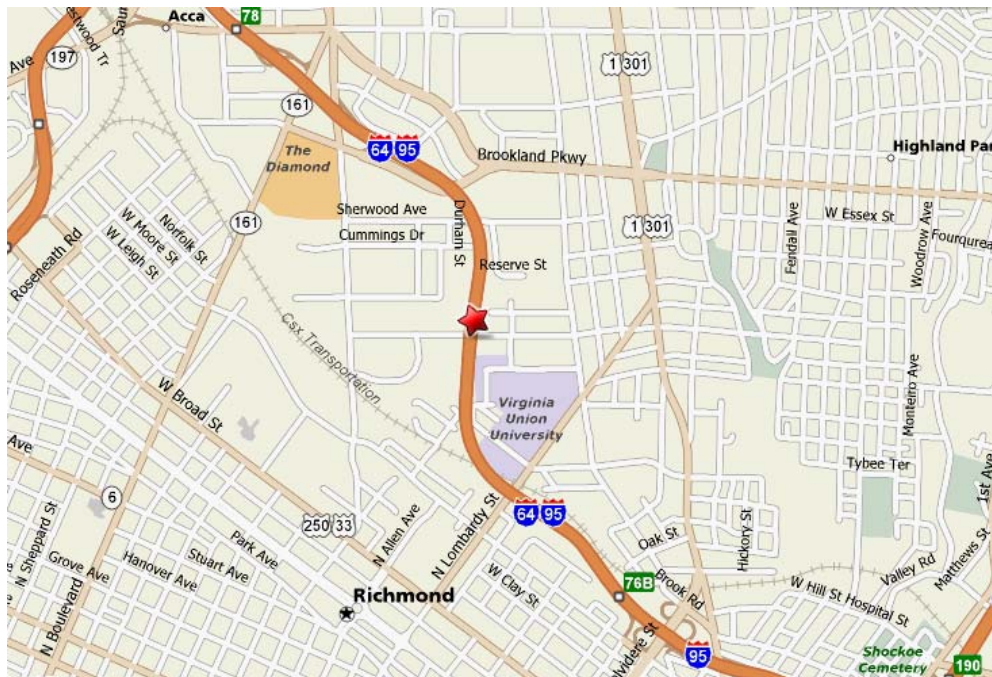 Acca
78
197
Ave
161
1
301
64
95
Brookland Pkwy
Highland Par
The
Diamond
161
Sherwood Ave
Cummings Dr
Durham St
1
301
W Essex St
Fendall Ave
Woodrow Ave
Fourqurea
Norfolk St
W Moore St
W Leigh St
Roseneath Rd
Reserve St
Csx Transportation
W Broad St
Virginia
Union
University
Monteiro Ave
Ave
6
Tybee Ter
1st Ave
250
33
64
95
N Sheppard St
Grove Ave
Hanover Ave
Stuart Ave
Park Ave
N Allen Ave
N Lombardy St
Oak St
Hickory St
Valley Rd
Matthews St
W Clay St
76B
Brook Rd
W Hill St
Hospital St
N Boulevard
Richmond
lvidere St
95
Shockoe
Cemetery
190